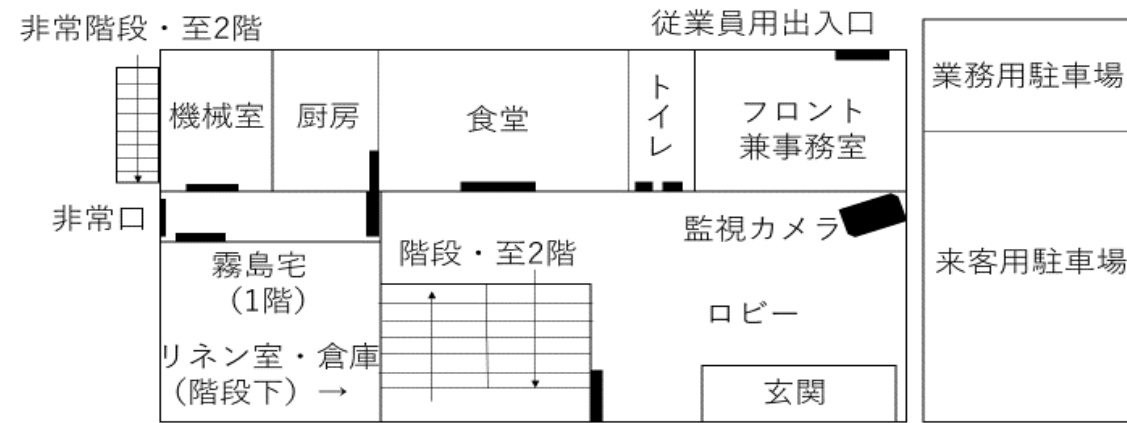 非常階段・至2階
従業員用出入口
業務用駐車場
機械室
厨房
食堂
トイレ
フロント
兼事務室
非常口
監視カメラ
来客用駐車場
霧島宅
（1階）
階段・至2階
ロビー
リネン室・倉庫
（階段下）→
玄関